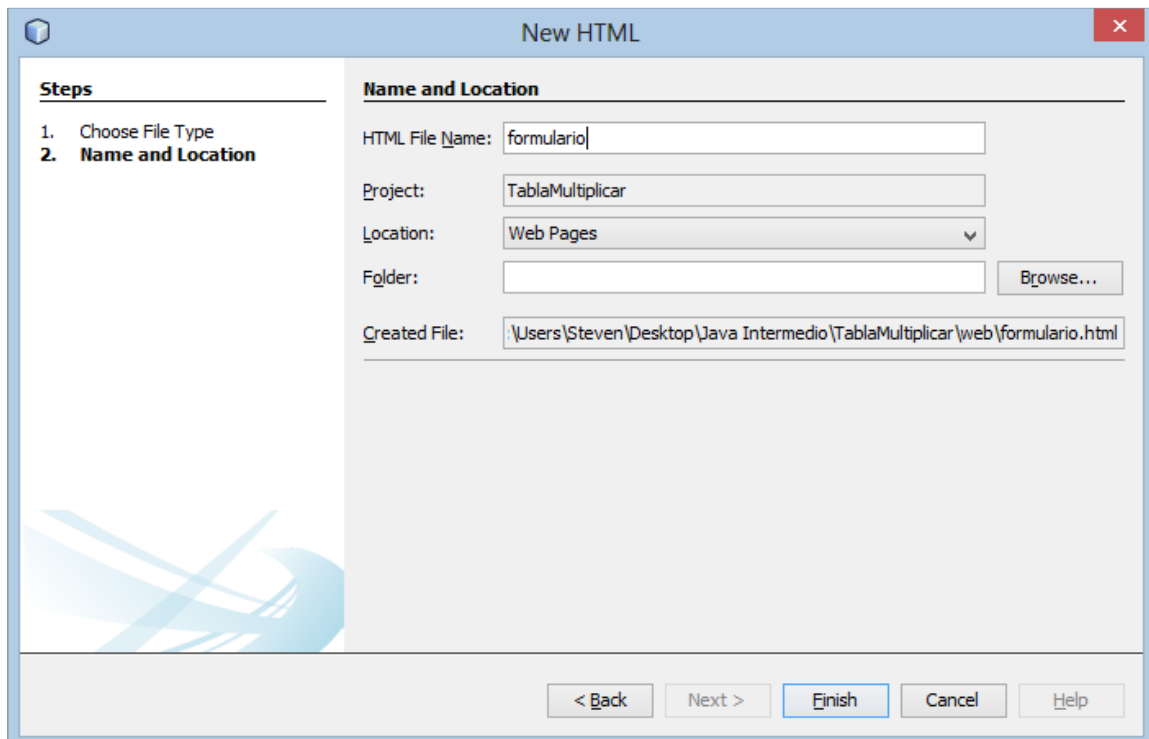 New HTML
Steps
1. Choose File Type
2. Name and Location
Name and Location
HTML File Name: formulario
Project: TablaMultiplicar
Location: Web Pages
Folder: Browse...
Created File: :\Users\Steven\Desktop\Java Intermedio\TablaMultiplicar\web\formulario.html
< Back Next > Finish Cancel Help